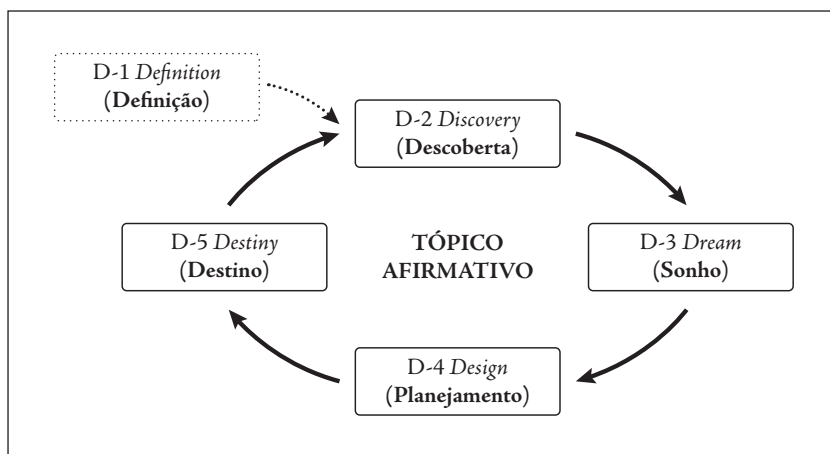 D-1 Definition
(Definição)
D-2 Discovery
(Descoberta)
D-5 Destiny
(Destino)
TÓPICO
AFIRMATIVO
D-3 Dream
(Sonho)
D-4 Design
(Planejamento)